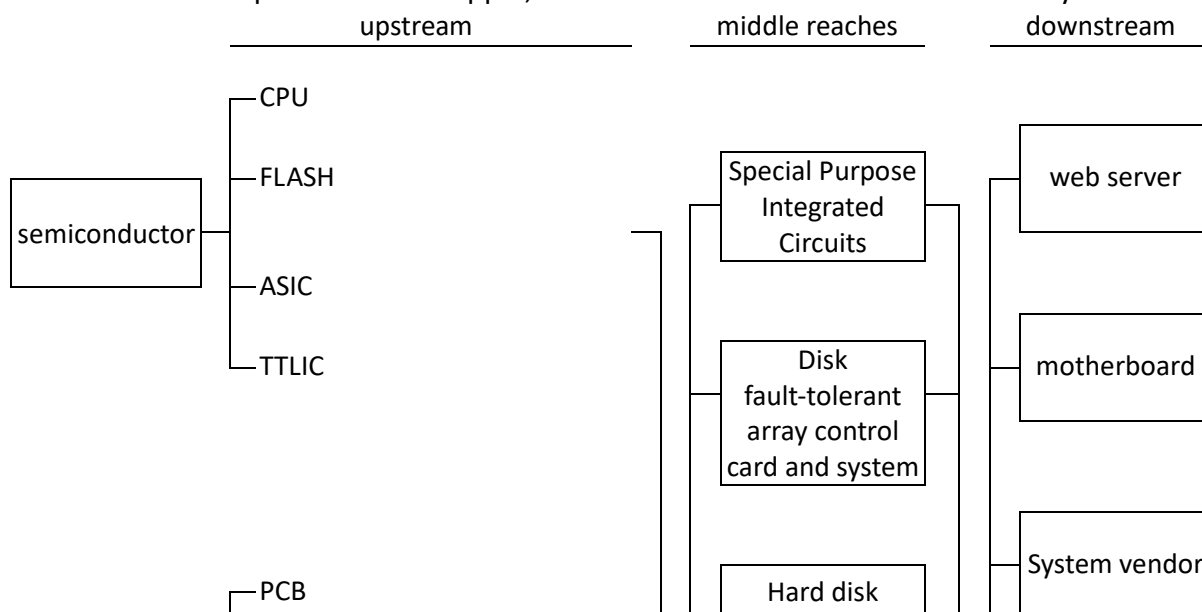 upstream
middle reaches
downstream
CPU
FLASH
semiconductor
ASIC
TTLIC
PCB
Special Purpose
Integrated
Circuits
Disk
fault-tolerant
array control
card and system
Hard disk
web server
motherboard
System vendor